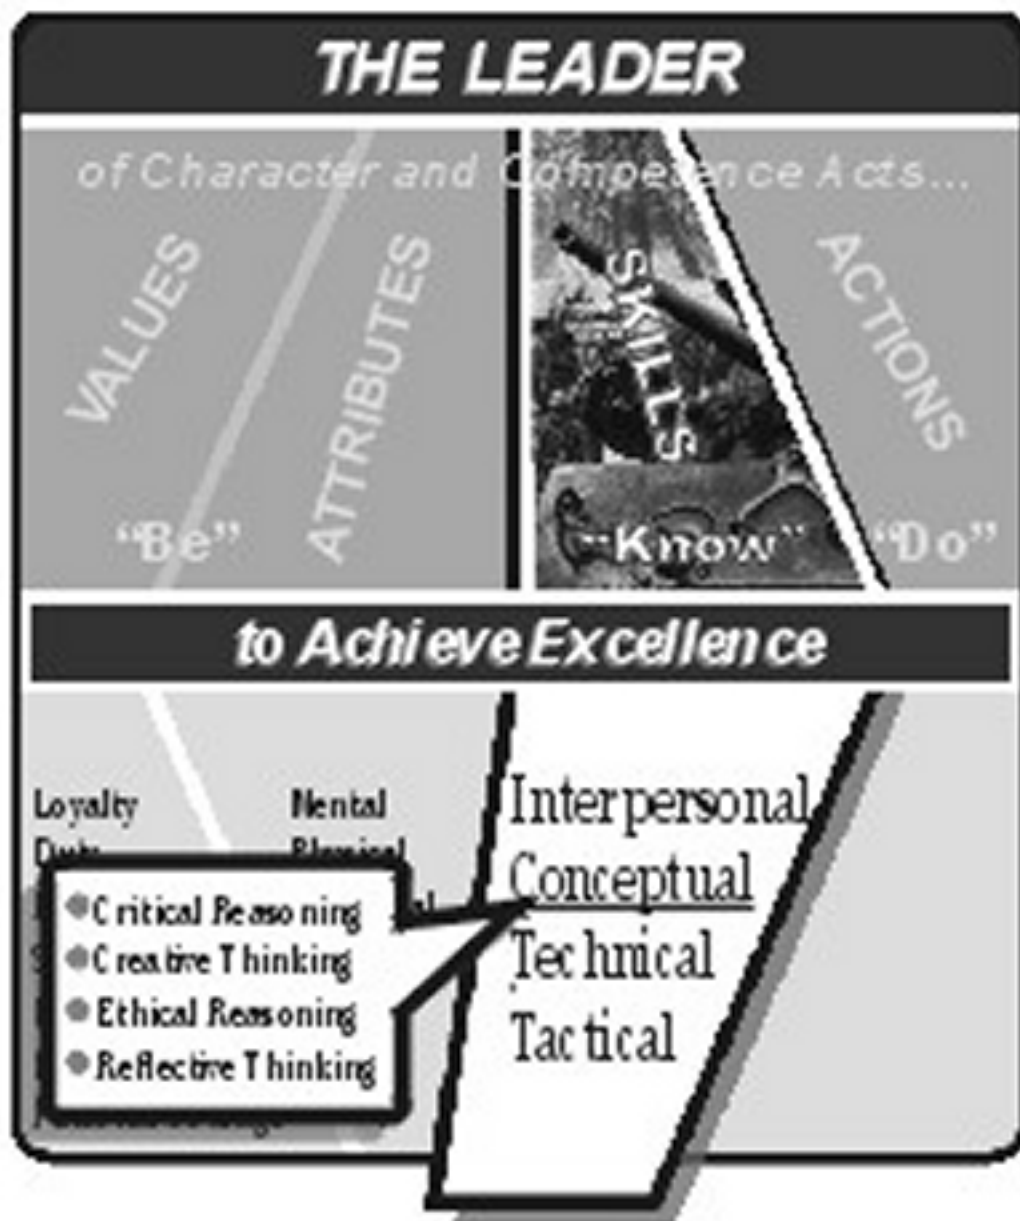 THE LEADER
of Character and Competence Acts...
VALUES
ATTRIBUTES
SKILLS
ACTIONS
“Be”
“Know”
“Do”
to Achieve Excellence
Loyalty
Mental
Interpersonal
Conceptual
Technical
Tactical
Critical Reasoning
Creative Thinking
Ethical Reasoning
Reflective Thinking